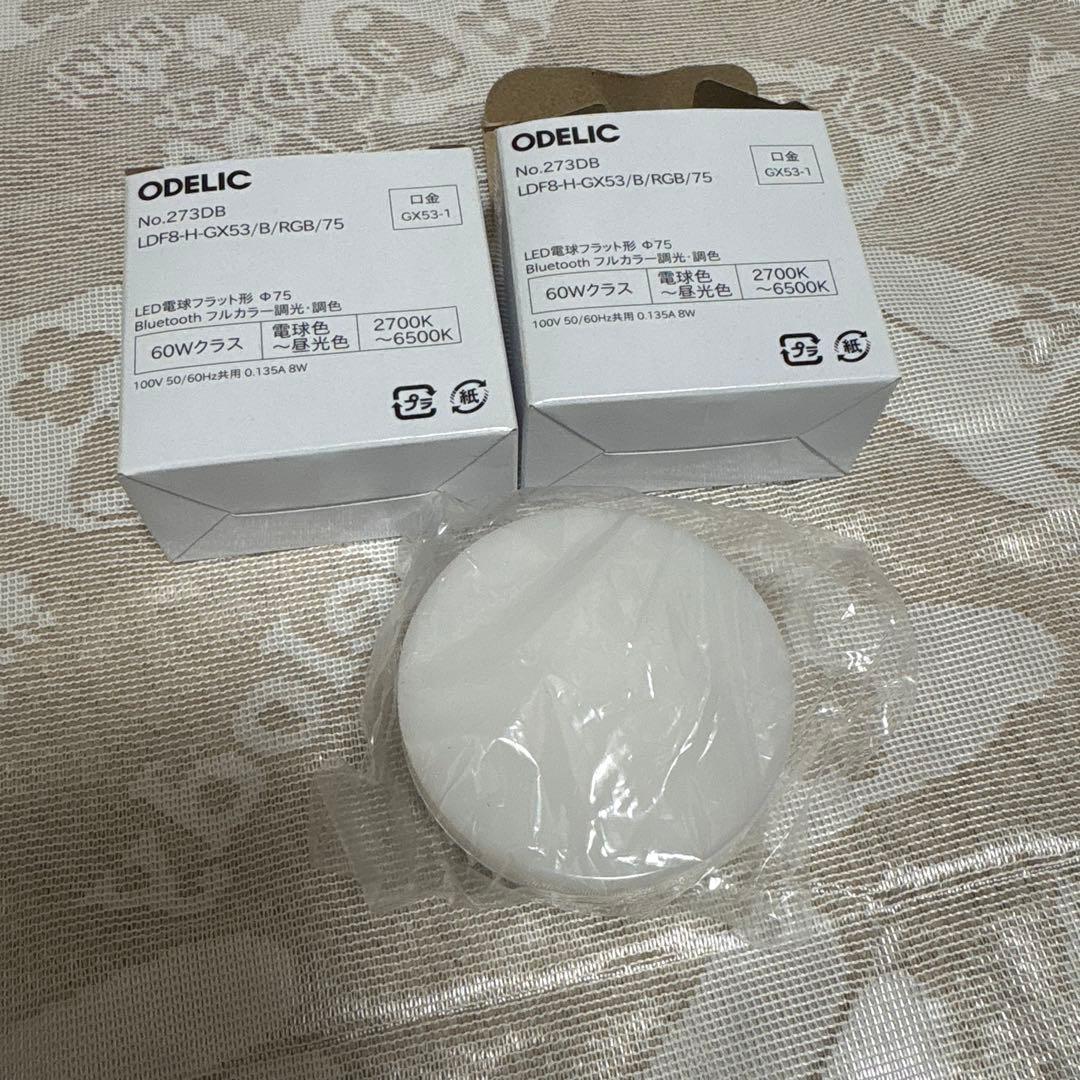 ODELIC
No.273DB
LDF8-H-GX53/B/RGB/75
口金
GX53-1
LED電球フラット形 Φ75
Bluetooth フルカラー調光・調色
60Wクラス
電球色
～昼光色
2700K
～6500K
100V 50/60Hz共用 0.135A 8W
プラ
紙
ODELIC
No.273DB
LDF8-H-GX53/B/RGB/75
口金
GX53-1
LED電球フラット形 Φ75
Bluetooth フルカラー調光・調色
60Wクラス
電球色
～昼光色
2700K
～6500K
100V 50/60Hz共用 0.135A 8W
プラ
紙